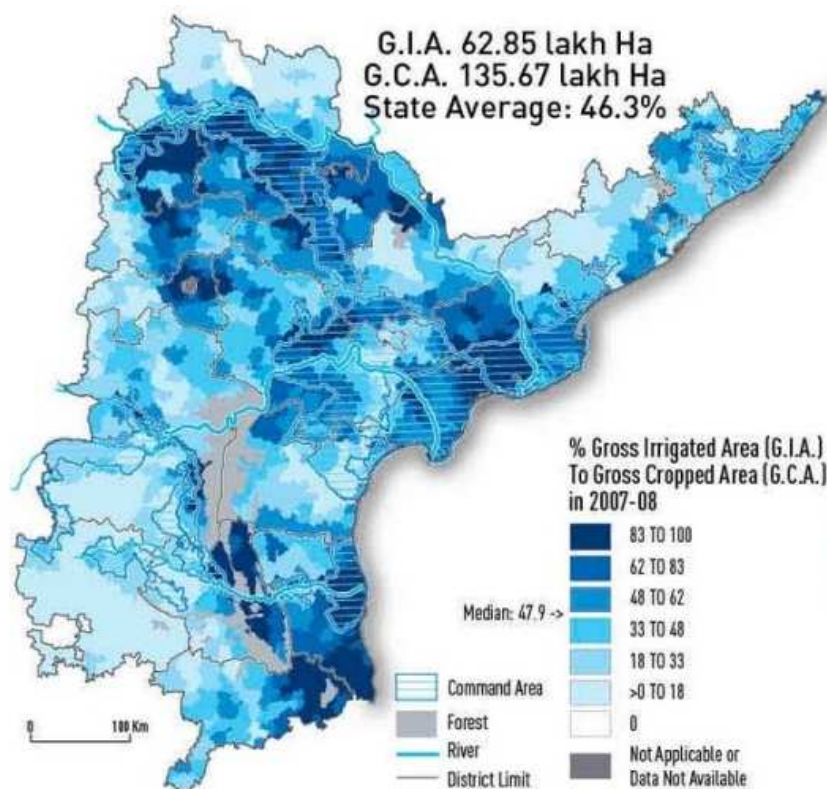 G.I.A. 62.85 lakh Ha
G.C.A. 135.67 lakh Ha
State Average: 46.3%
% Gross Irrigated Area (G.I.A.)
To Gross Cropped Area (G.C.A.)
in 2007-08
83 TO 100
62 TO 83
48 TO 62
Median: 47.9 ->
33 TO 48
18 TO 33
>0 TO 18
0
Not Applicable or
Data Not Available
Command Area
Forest
River
District Limit
0 100 Km